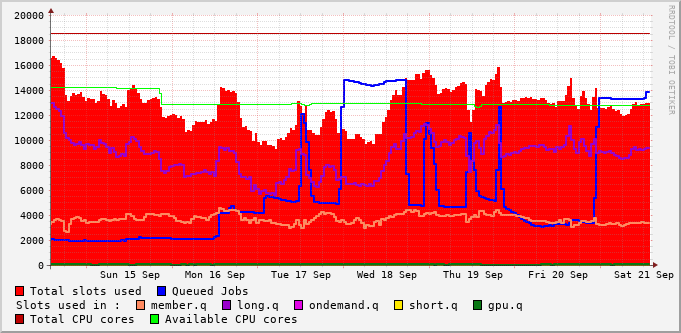 20000
18000
16000
14000
12000
10000
8000
6000
4000
2000
0
Sun 15 Sep Mon 16 Sep Tue 17 Sep Wed 18 Sep Thu 19 Sep Fri 20 Sep Sat 21 Sep
Total slots used Queued Jobs
Slots used in : member.q long.q ondemand.q short.q gpu.q
Total CPU cores Available CPU cores
RRDTOOL / TOBI OETIKER